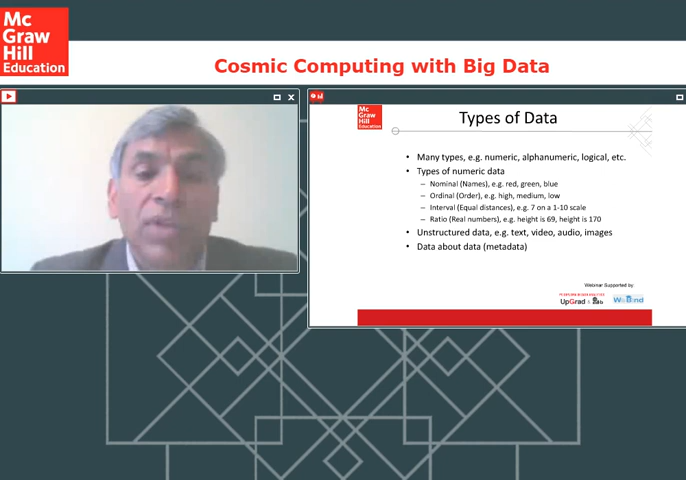 Mc
Graw
Hill
Education
Cosmic Computing with Big Data
Mc
Graw
Hill
Education
Types of Data
• Many types, e.g. numeric, alphanumeric, logical, etc.
• Types of numeric data
– Nominal (Names), e.g. red, green, blue
– Ordinal (Order), e.g. high, medium, low
– Interval (Equal distances), e.g. 7 on a 1-10 scale
– Ratio (Real numbers), e.g. height is 69, height is 170
• Unstructured data, e.g. text, video, audio, images
• Data about data (metadata)
Webinar Supported by
UpGrad